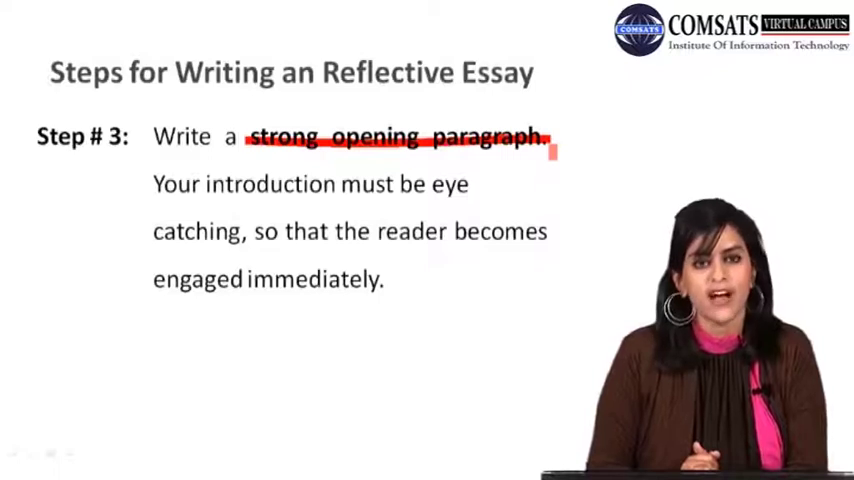 COMSATS VIRTUAL CAMPUS
COMSATS
Institute Of Information Technology
Steps for Writing an Reflective Essay
Step # 3: Write a strong opening paragraph.
Your introduction must be eye
catching, so that the reader becomes
engaged immediately.